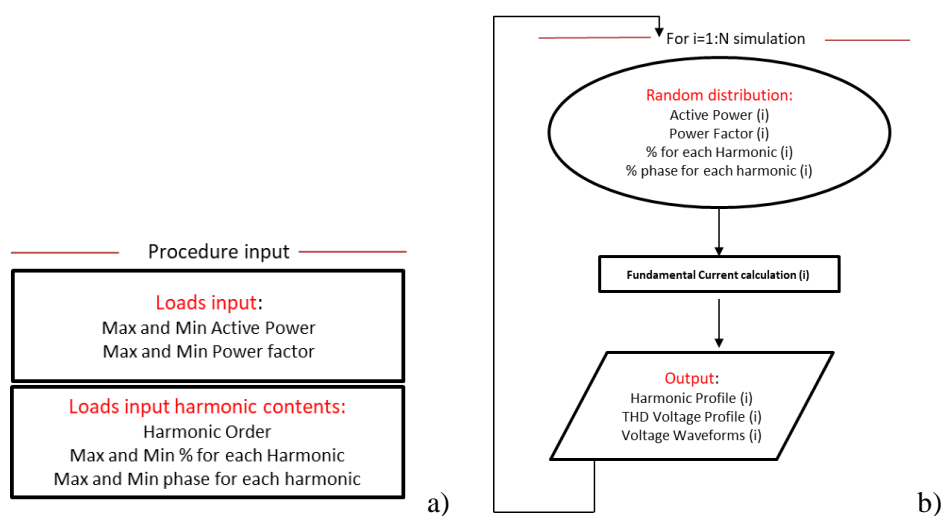 Procedure input
Loads input:
Max and Min Active Power
Max and Min Power factor
Loads input harmonic contents:
Harmonic Order
Max and Min % for each Harmonic
Max and Min phase for each harmonic
a)
For i=1:N simulation
Random distribution:
Active Power (i)
Power Factor (i)
% for each Harmonic (i)
% phase for each harmonic (i)
Fundamental Current calculation (i)
Output:
Harmonic Profile (i)
THD Voltage Profile (i)
Voltage Waveforms (i)
b)